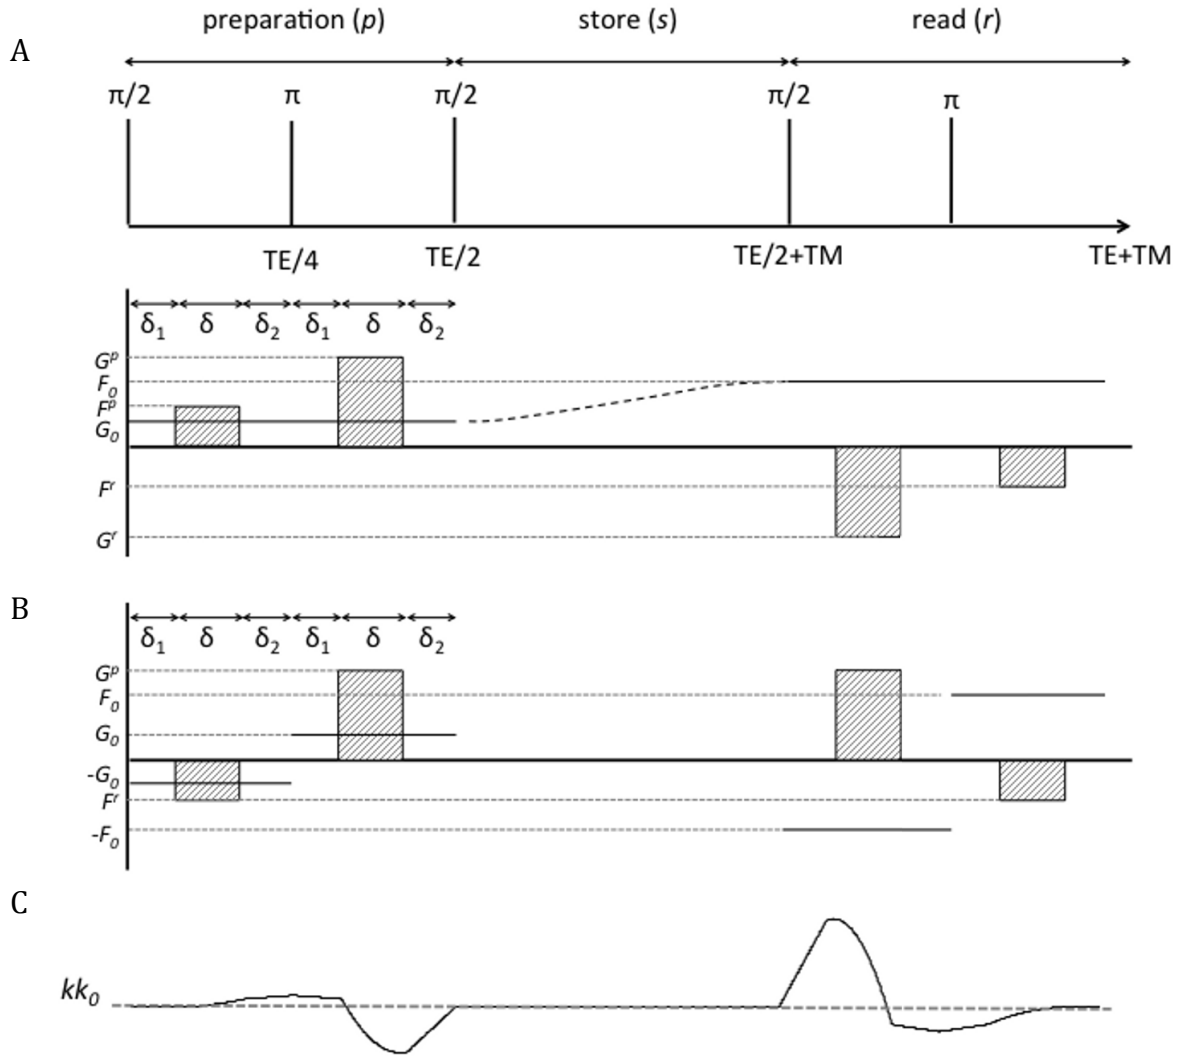 preparation (p) store (s) read (r)
A
π/2 π π/2 π/2 π
TE/4 TE/2 TE/2+TM TE+TM
δ₁ δ δ₂ δ₁ δ δ₂
Gᵖ
F₀
Fᵖ
G₀
Fʳ
Gʳ
B
δ₁ δ δ₂ δ₁ δ δ₂
Gᵖ
F₀
G₀
-G₀
Fʳ
-F₀
C
kk₀